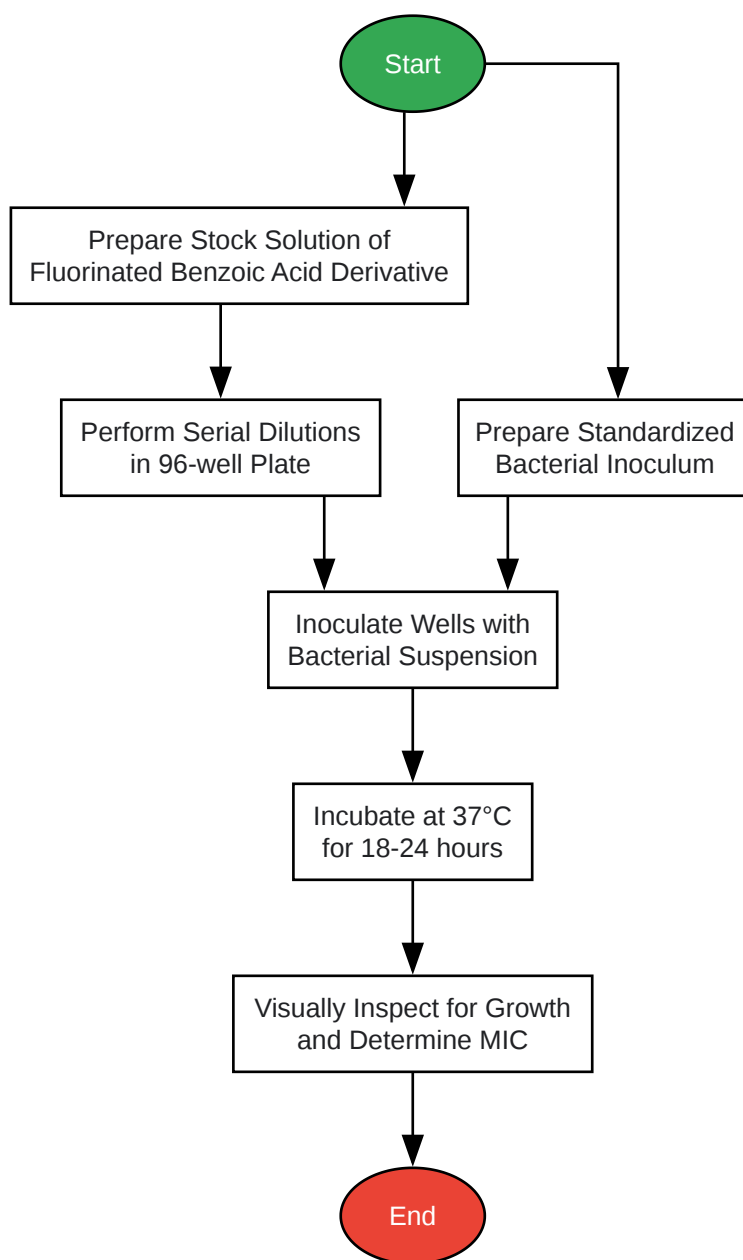 Start
Prepare Stock Solution of
Fluorinated Benzoic Acid Derivative
Perform Serial Dilutions
in 96-well Plate
Prepare Standardized
Bacterial Inoculum
Inoculate Wells with
Bacterial Suspension
Incubate at 37°C
for 18-24 hours
Visually Inspect for Growth
and Determine MIC
End